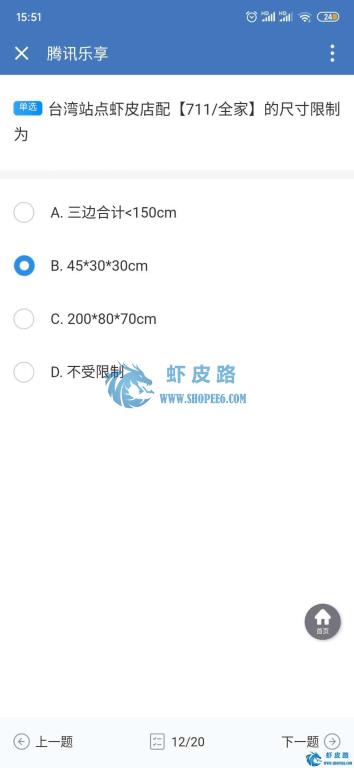 15:51
HD HD 24
腾讯乐享
单选 台湾站点虾皮店配【711/全家】的尺寸限制
为
A. 三边合计<150cm
B. 45*30*30cm
C. 200*80*70cm
D. 不受限制
虾皮路
WWW.SHOPEE6.COM
首页
上一题 12/20 下一题
虾皮路
www.shopee6.com